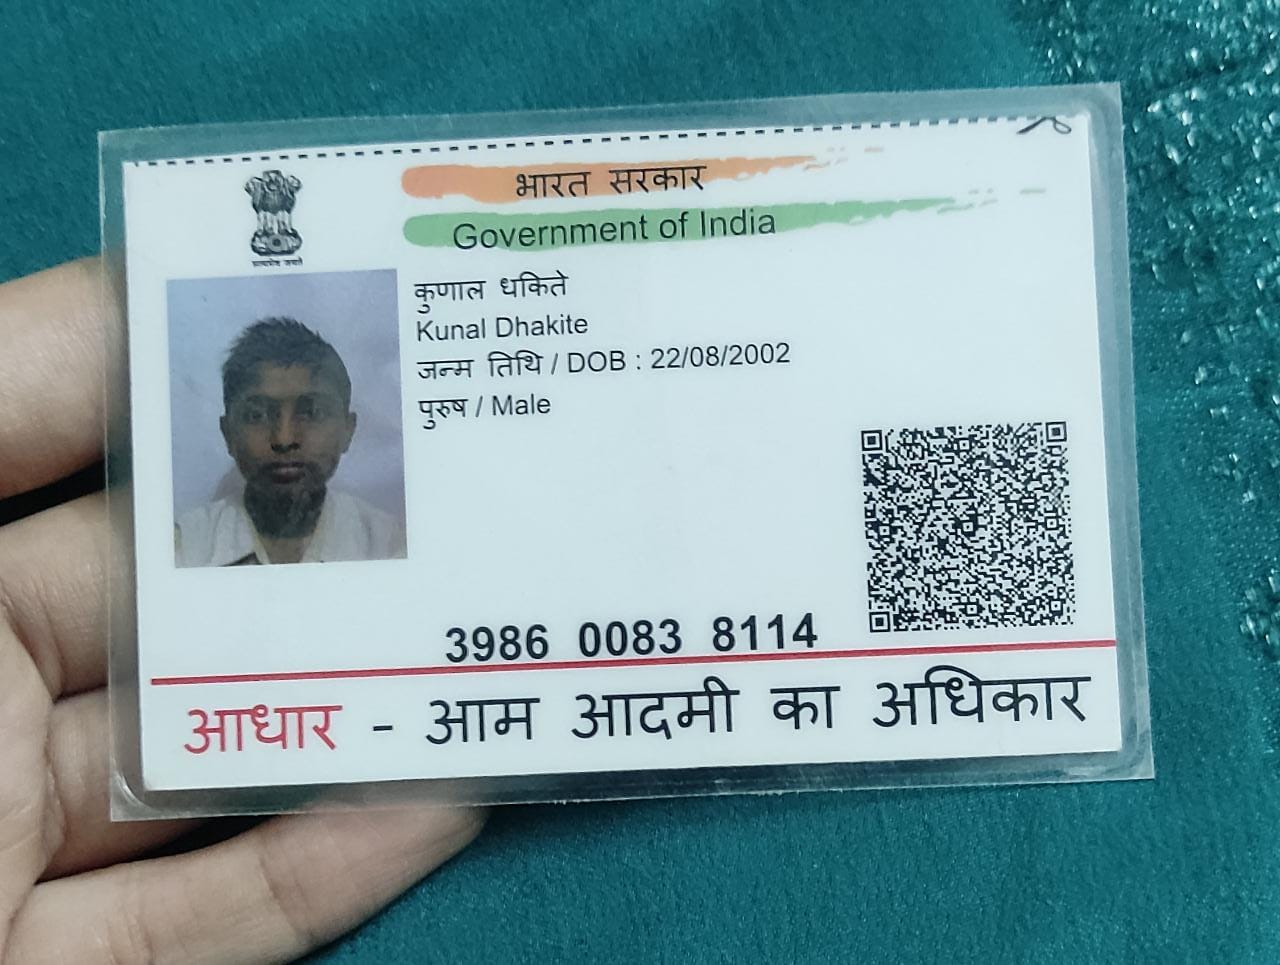 भारत सरकार
Government of India
सत्यमेव जयते
कुणाल धकिते
Kunal Dhakite
जन्म तिथि / DOB : 22/08/2002
पुरुष / Male
3986 0083 8114
आधार - आम आदमी का अधिकार